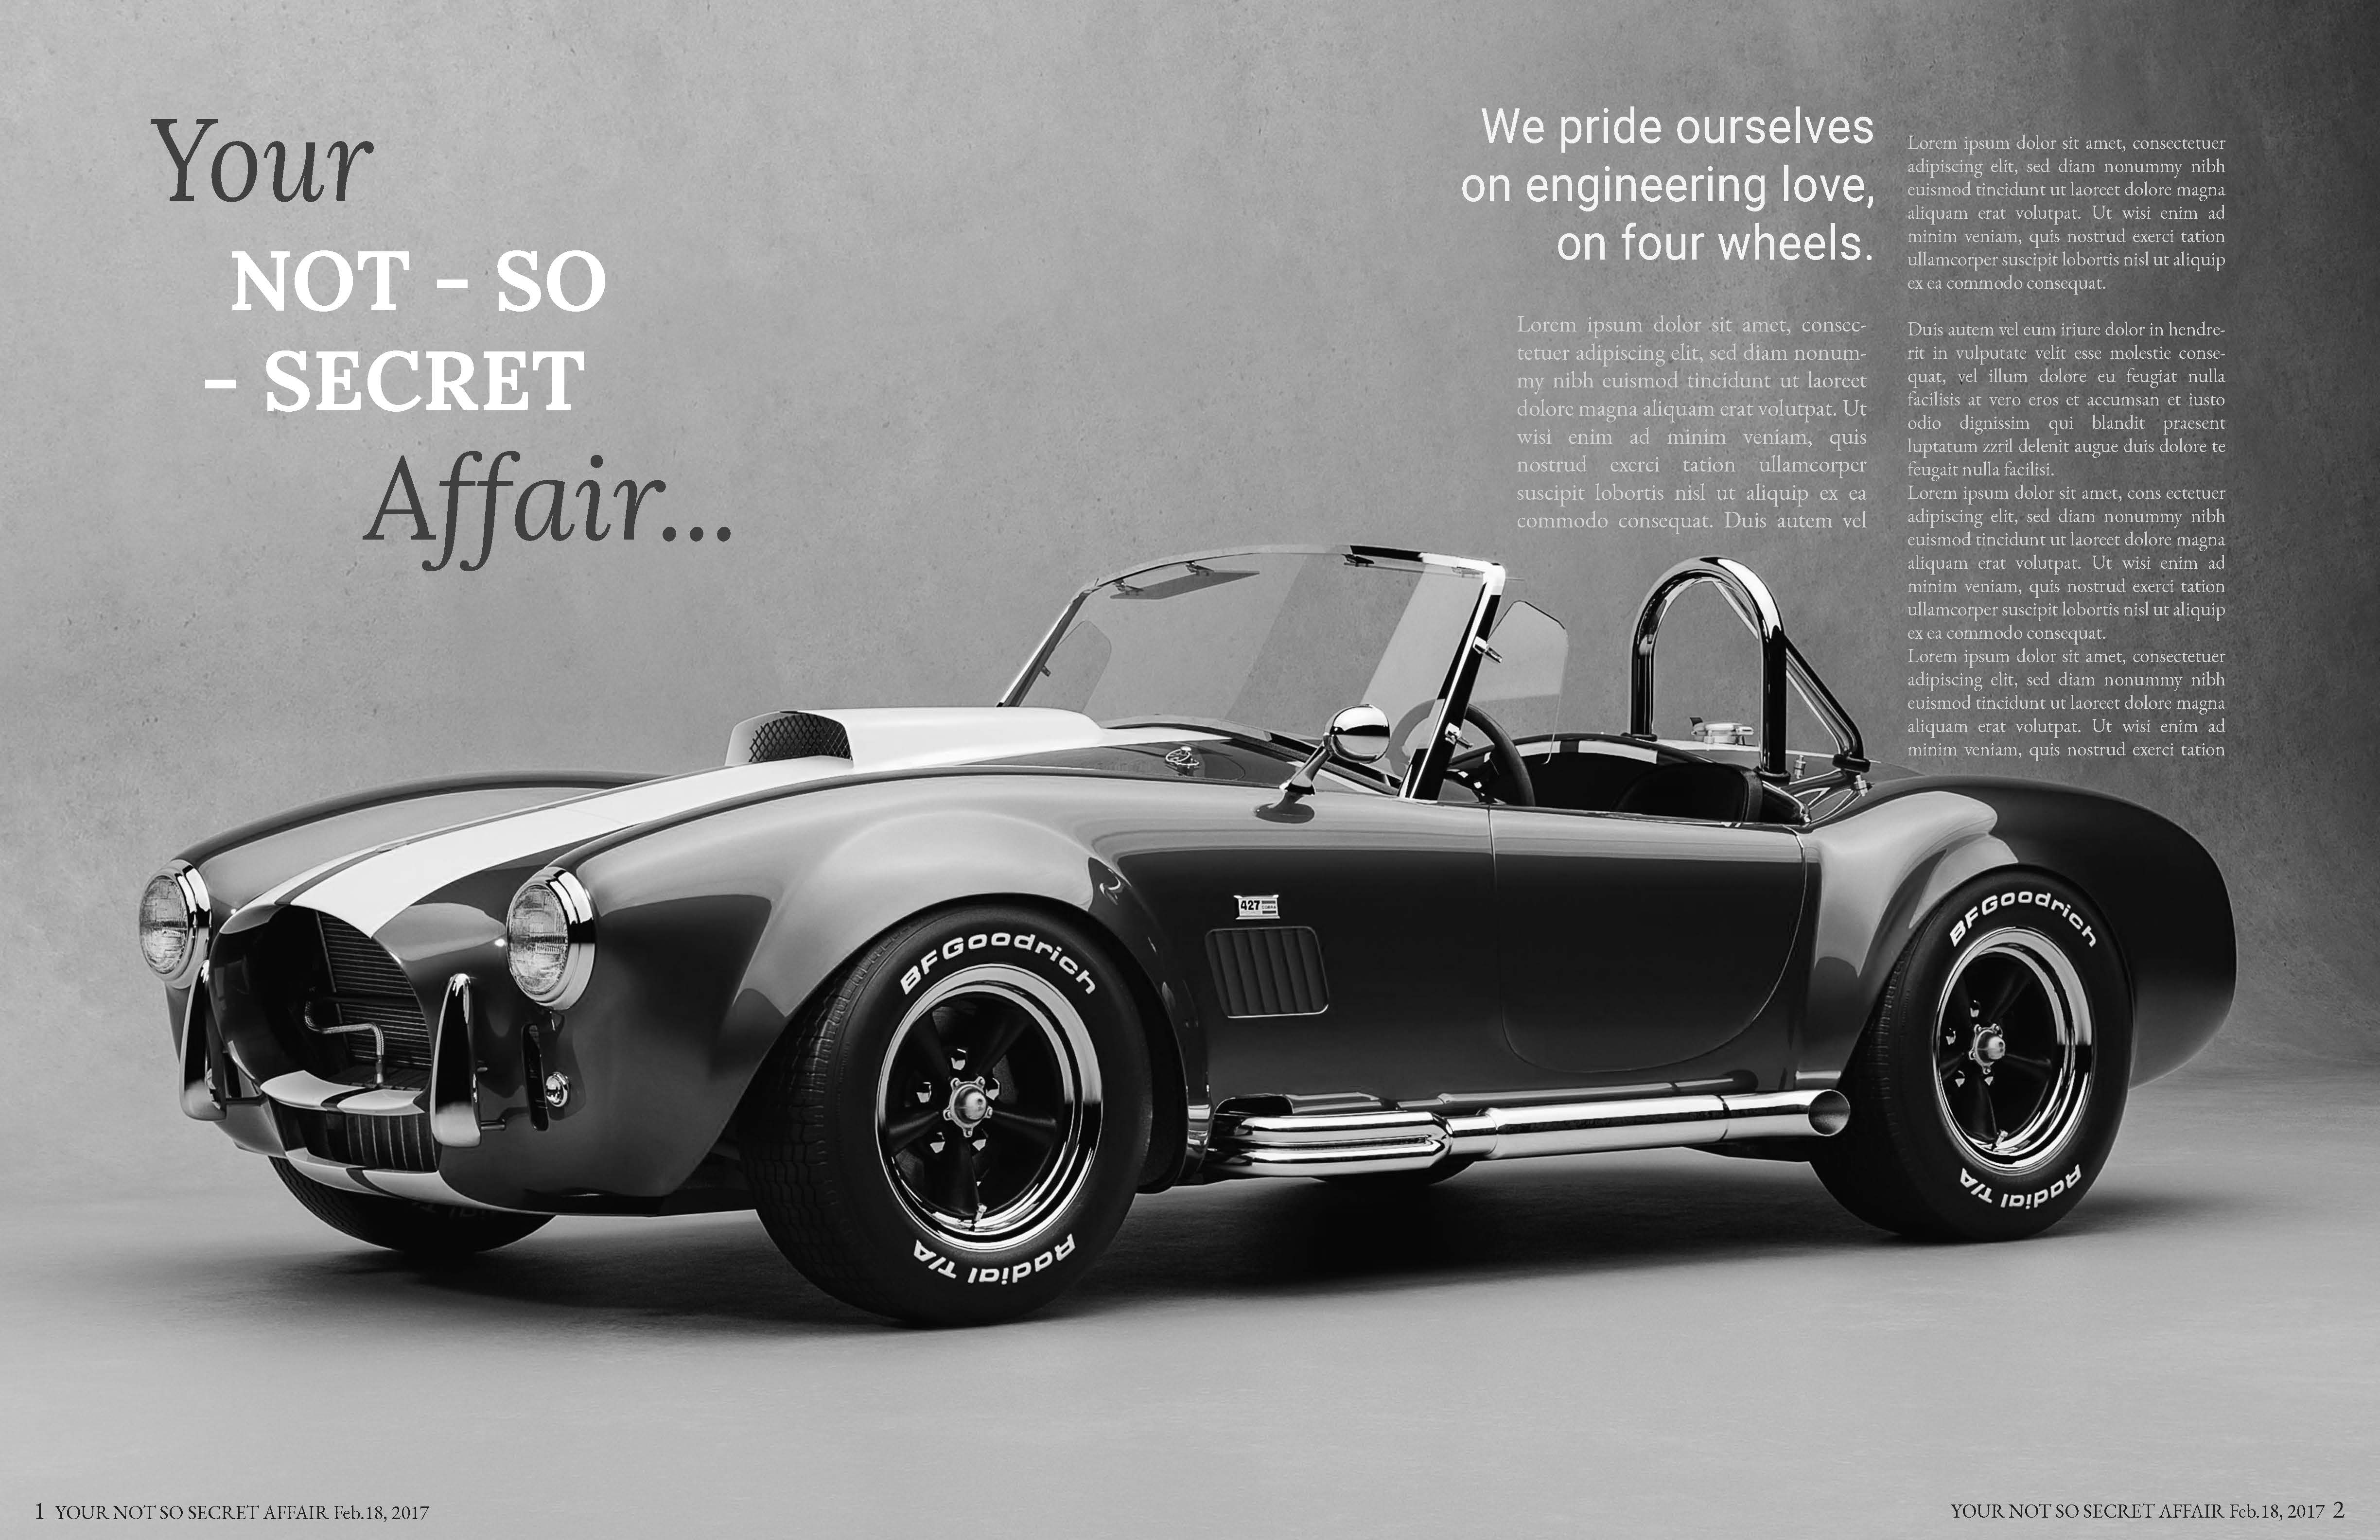 Your
NOT - SO
- SECRET
Affair...
We pride ourselves
on engineering love,
on four wheels.
Lorem ipsum dolor sit amet, consec-
tetuer adipiscing elit, sed diam nonum-
my nibh euismod tincidunt ut laoreet
dolore magna aliquam erat volutpat. Ut
wisi enim ad minim veniam, quis
nostrud exerci tation ullamcorper
suscipit lobortis nisl ut aliquip ex ea
commodo consequat. Duis autem vel
Lorem ipsum dolor sit amet, consectetuer
adipiscing elit, sed diam nonummy nibh
euismod tincidunt ut laoreet dolore magna
aliquam erat volutpat. Ut wisi enim ad
minim veniam, quis nostrud exerci tation
ullamcorper suscipit lobortis nisl ut aliquip
ex ea commodo consequat.
Duis autem vel eum iriure dolor in hendre-
rit in vulputate velit esse molestie conse-
quat, vel illum dolore eu feugiat nulla
facilisis at vero eros et accumsan et iusto
odio dignissim qui blandit praesent
luptatum zzril delenit augue duis dolore te
feugait nulla facilisi.
Lorem ipsum dolor sit amet, cons ectetuer
adipiscing elit, sed diam nonummy nibh
euismod tincidunt ut laoreet dolore magna
aliquam erat volutpat. Ut wisi enim ad
minim veniam, quis nostrud exerci tation
ullamcorper suscipit lobortis nisl ut aliquip
ex ea commodo consequat.
Lorem ipsum dolor sit amet, consectetuer
adipiscing elit, sed diam nonummy nibh
euismod tincidunt ut laoreet dolore magna
aliquam erat volutpat. Ut wisi enim ad
minim veniam, quis nostrud exerci tation
427 COBRA
BFGoodrich
Radial T/A
BFGoodrich
Radial T/A
1 YOUR NOT SO SECRET AFFAIR Feb.18, 2017
YOUR NOT SO SECRET AFFAIR Feb.18, 2017 2